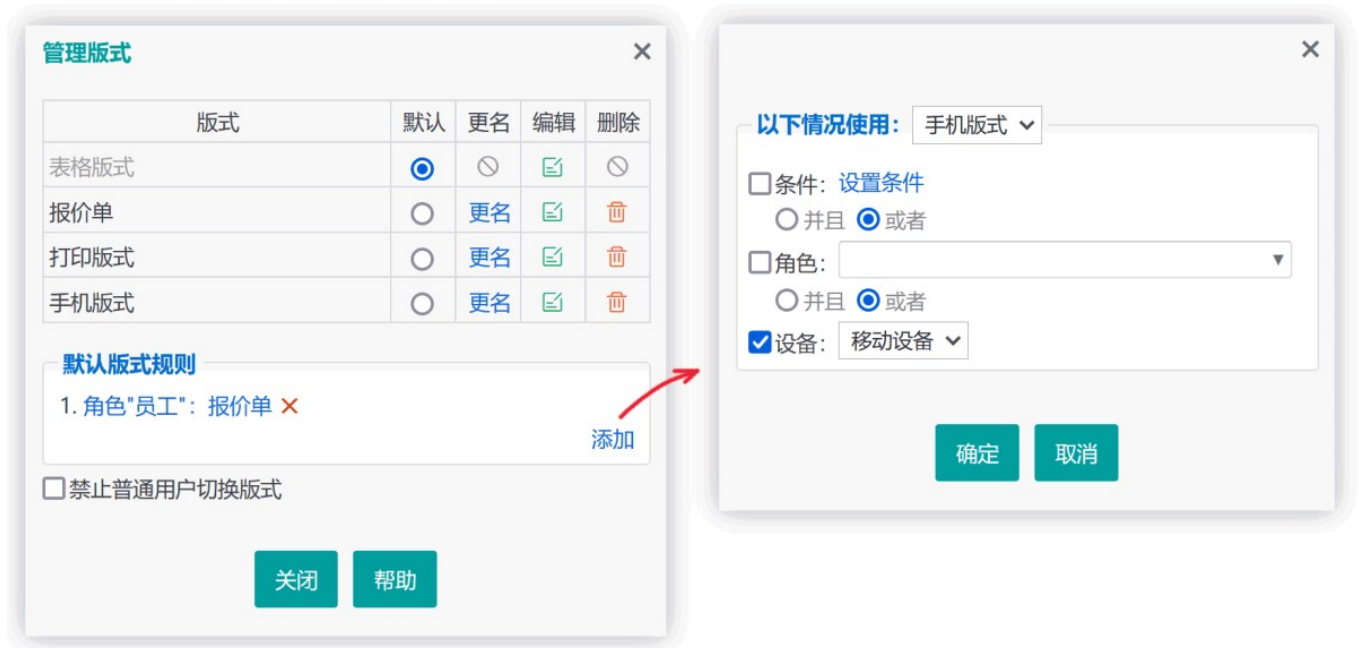 管理版式
版式 默认 更名 编辑 删除
表格版式
报价单 更名
打印版式 更名
手机版式 更名
默认版式规则
1. 角色"员工"：报价单
添加
禁止普通用户切换版式
关闭 帮助
以下情况使用： 手机版式
条件： 设置条件
并且 或者
角色：
并且 或者
设备： 移动设备
确定 取消